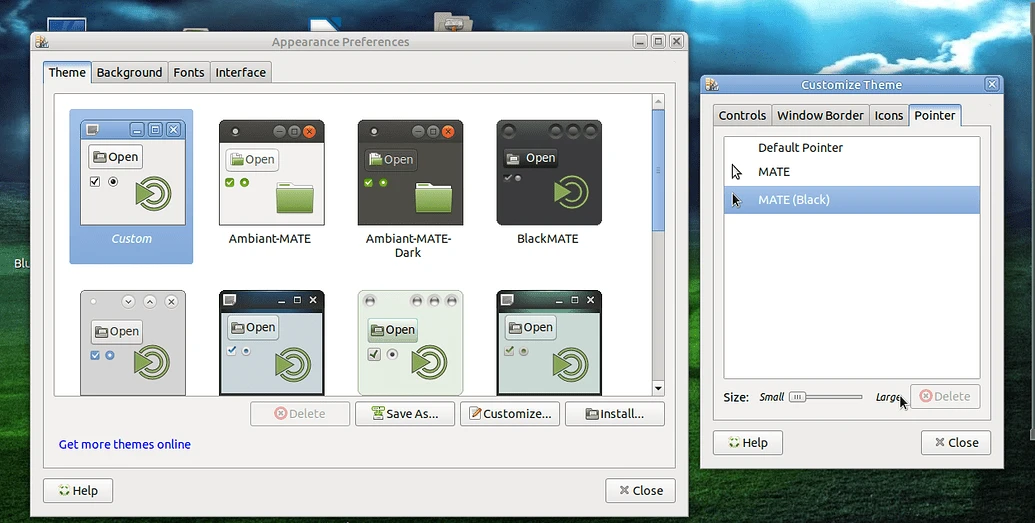 Appearance Preferences
Theme
Background
Fonts
Interface
Open
Open
Open
Open
Custom
Ambiant-MATE
Ambiant-MATE-
Dark
BlackMATE
Open
Open
Open
Open
Delete
Save As...
Customize...
Install...
Get more themes online
Help
Close
Customize Theme
Controls
Window Border
Icons
Pointer
Default Pointer
MATE
MATE (Black)
Size:
Small
Large
Delete
Help
Close